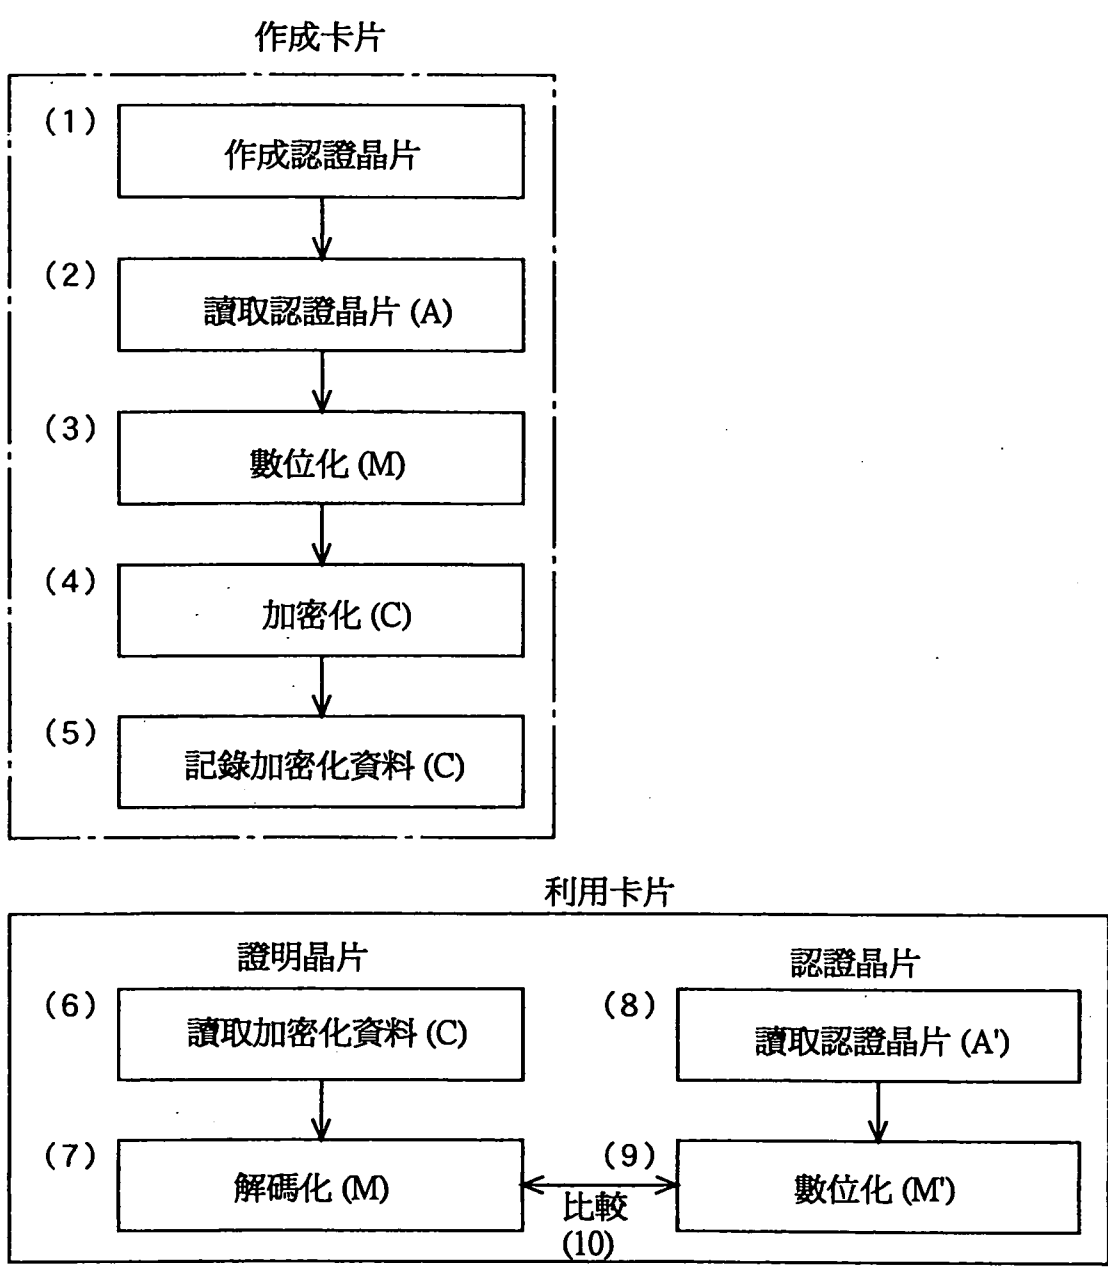 作成卡片
(1)
作成認證晶片
(2)
讀取認證晶片 (A)
(3)
數位化 (M)
(4)
加密化 (C)
(5)
記錄加密化資料 (C)
利用卡片
證明晶片
認證晶片
(6)
讀取加密化資料 (C)
(8)
讀取認證晶片 (A')
(7)
解碼化 (M)
(9)
數位化 (M')
比較
(10)